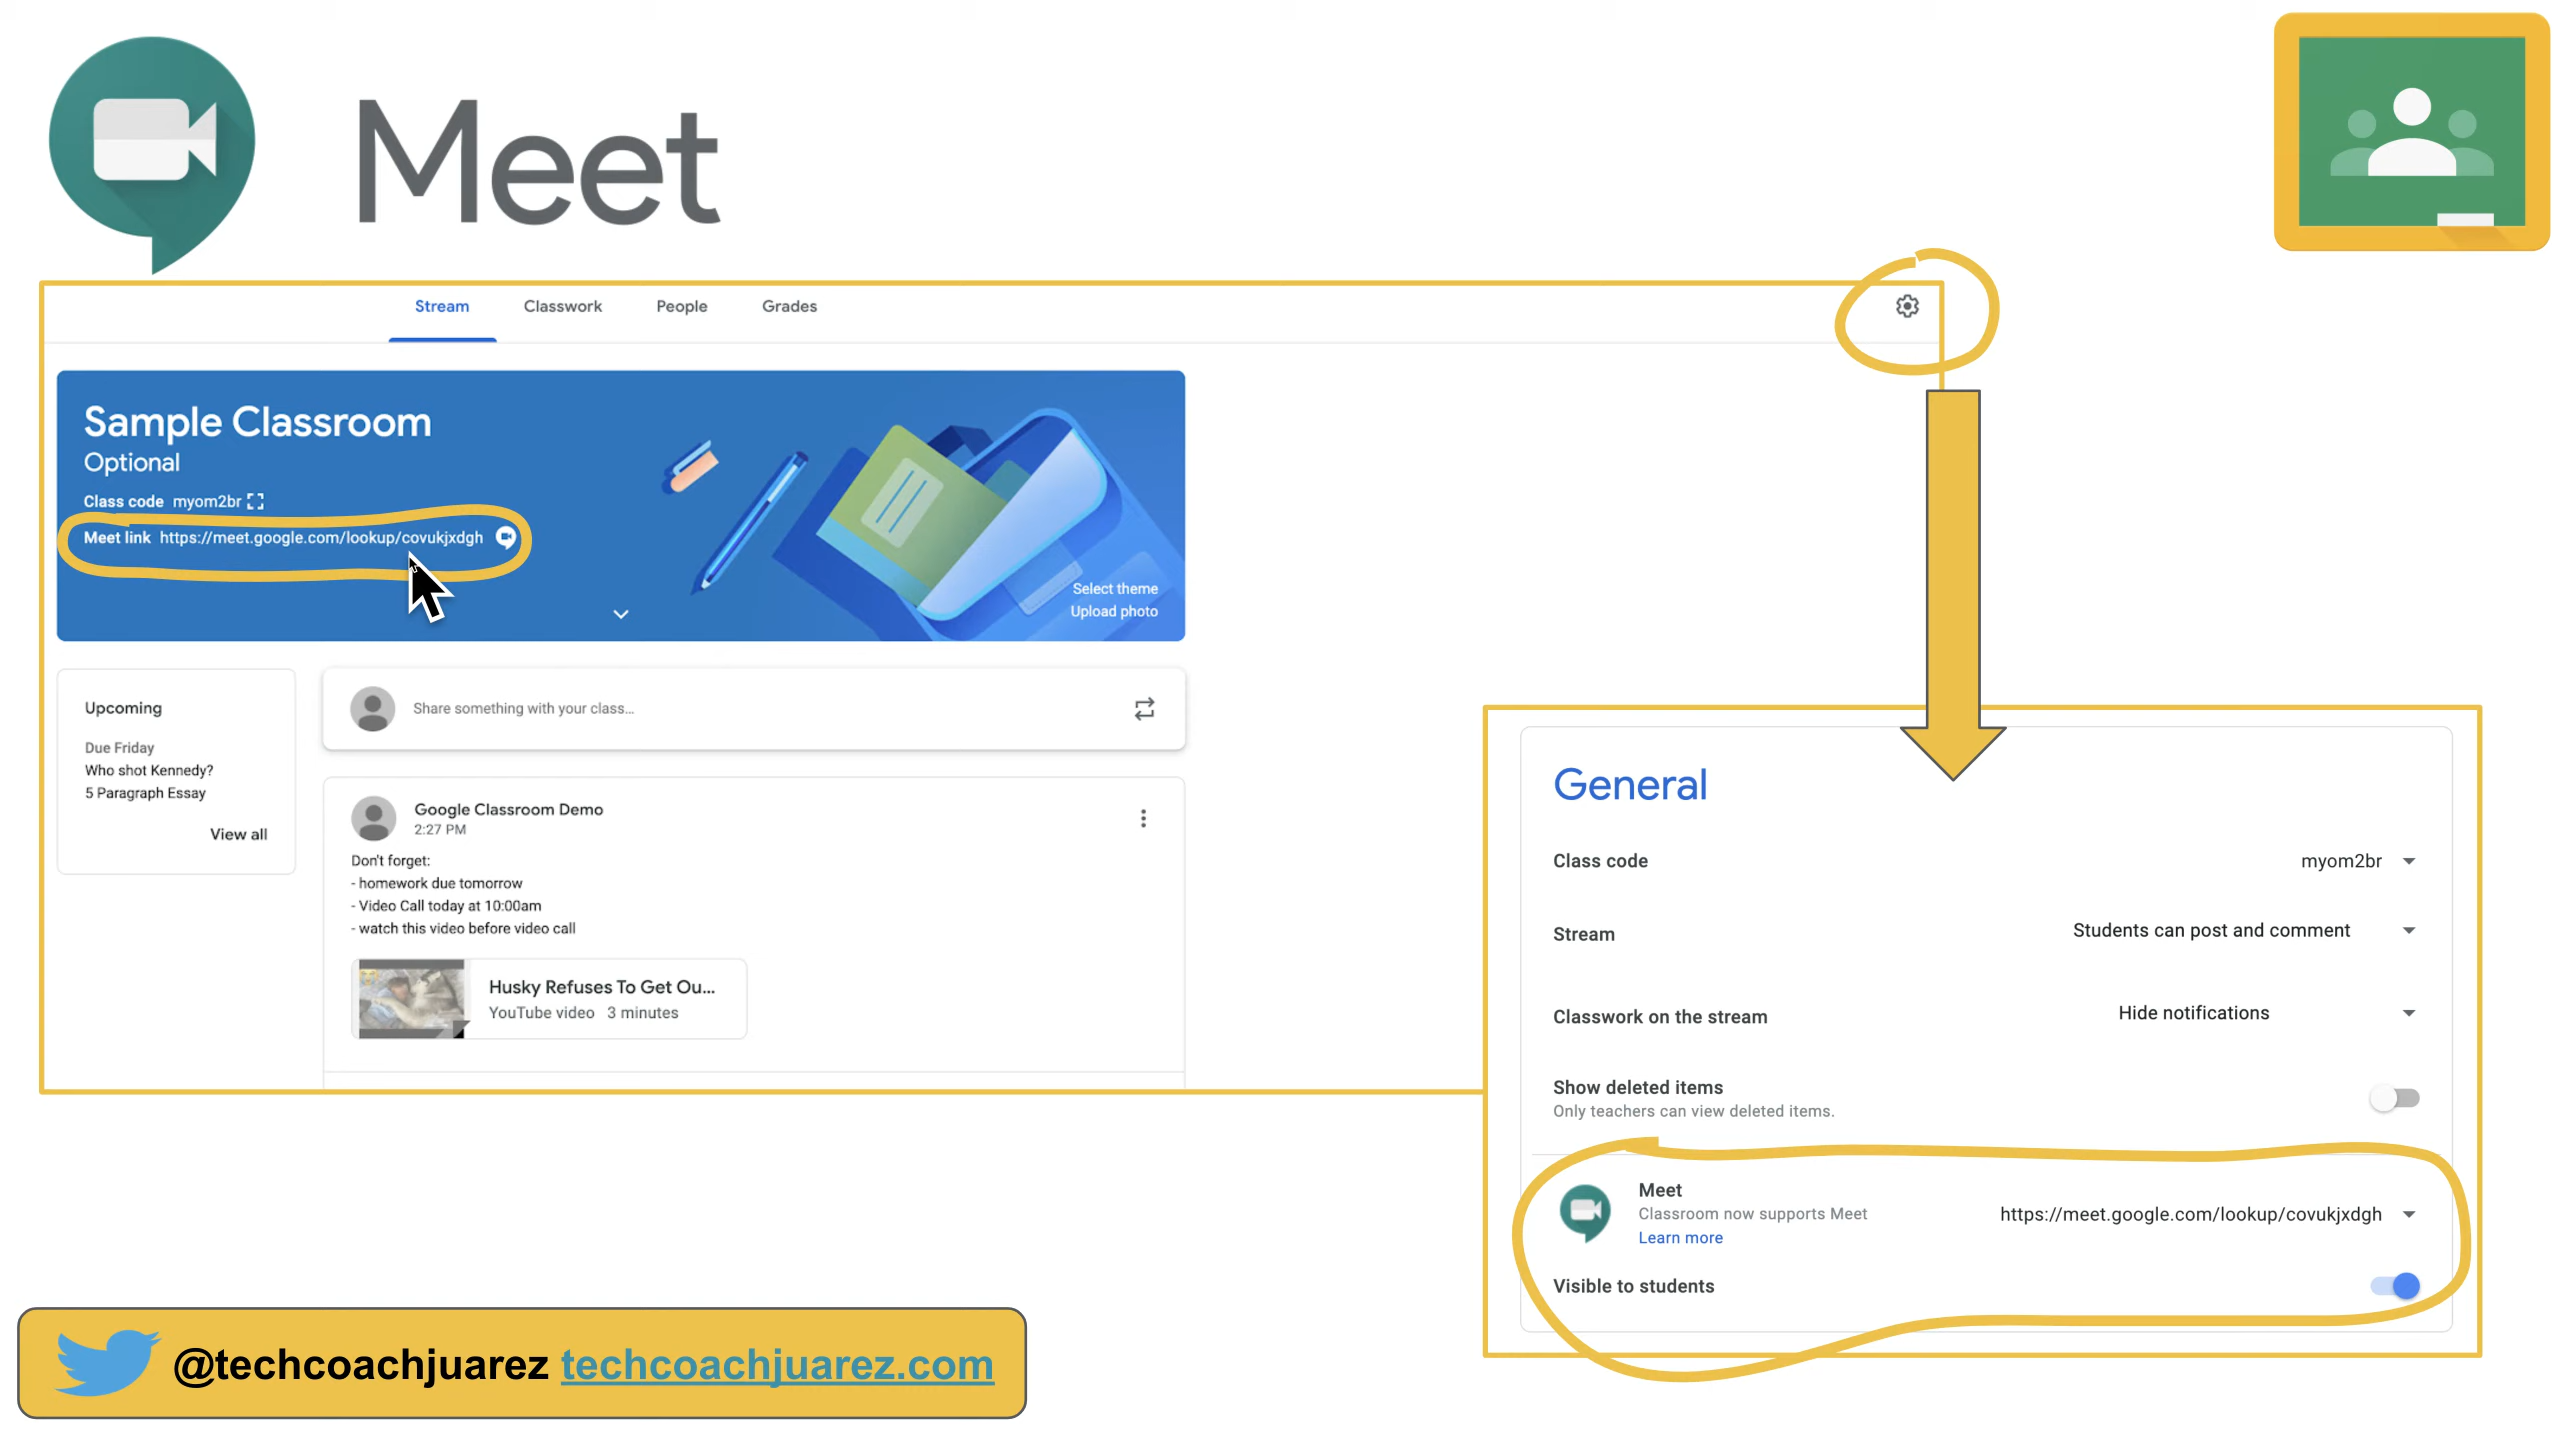 Meet
Stream Classwork People Grades
Sample Classroom
Optional
Class code myom2br
Meet link https://meet.google.com/lookup/covukjxdgh
Select theme
Upload photo
Upcoming
Due Friday
Who shot Kennedy?
5 Paragraph Essay
View all
Share something with your class...
Google Classroom Demo
2:27 PM
Don't forget:
- homework due tomorrow
- Video Call today at 10:00am
- watch this video before video call
Husky Refuses To Get Ou...
YouTube video 3 minutes
General
Class code myom2br
Stream Students can post and comment
Classwork on the stream Hide notifications
Show deleted items
Only teachers can view deleted items.
Meet
Classroom now supports Meet https://meet.google.com/lookup/covukjxdgh
Learn more
Visible to students
@techcoachjuarez techcoachjuarez.com